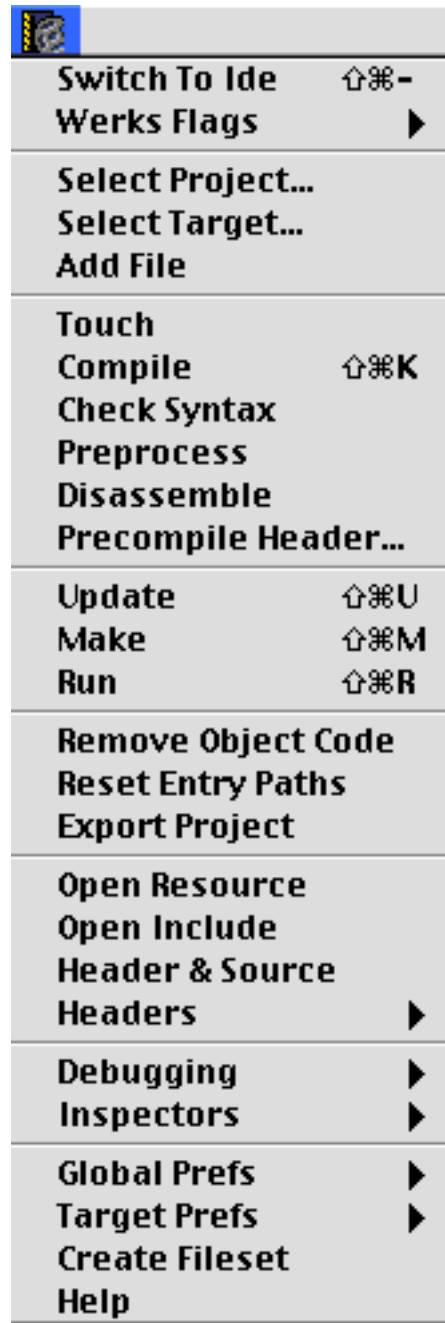 Switch To Ide ⇧⌘-
Werks Flags ▶
Select Project...
Select Target...
Add File
Touch
Compile ⇧⌘K
Check Syntax
Preprocess
Disassemble
Precompile Header...
Update ⇧⌘U
Make ⇧⌘M
Run ⇧⌘R
Remove Object Code
Reset Entry Paths
Export Project
Open Resource
Open Include
Header & Source
Headers ▶
Debugging ▶
Inspectors ▶
Global Prefs ▶
Target Prefs ▶
Create Fileset
Help